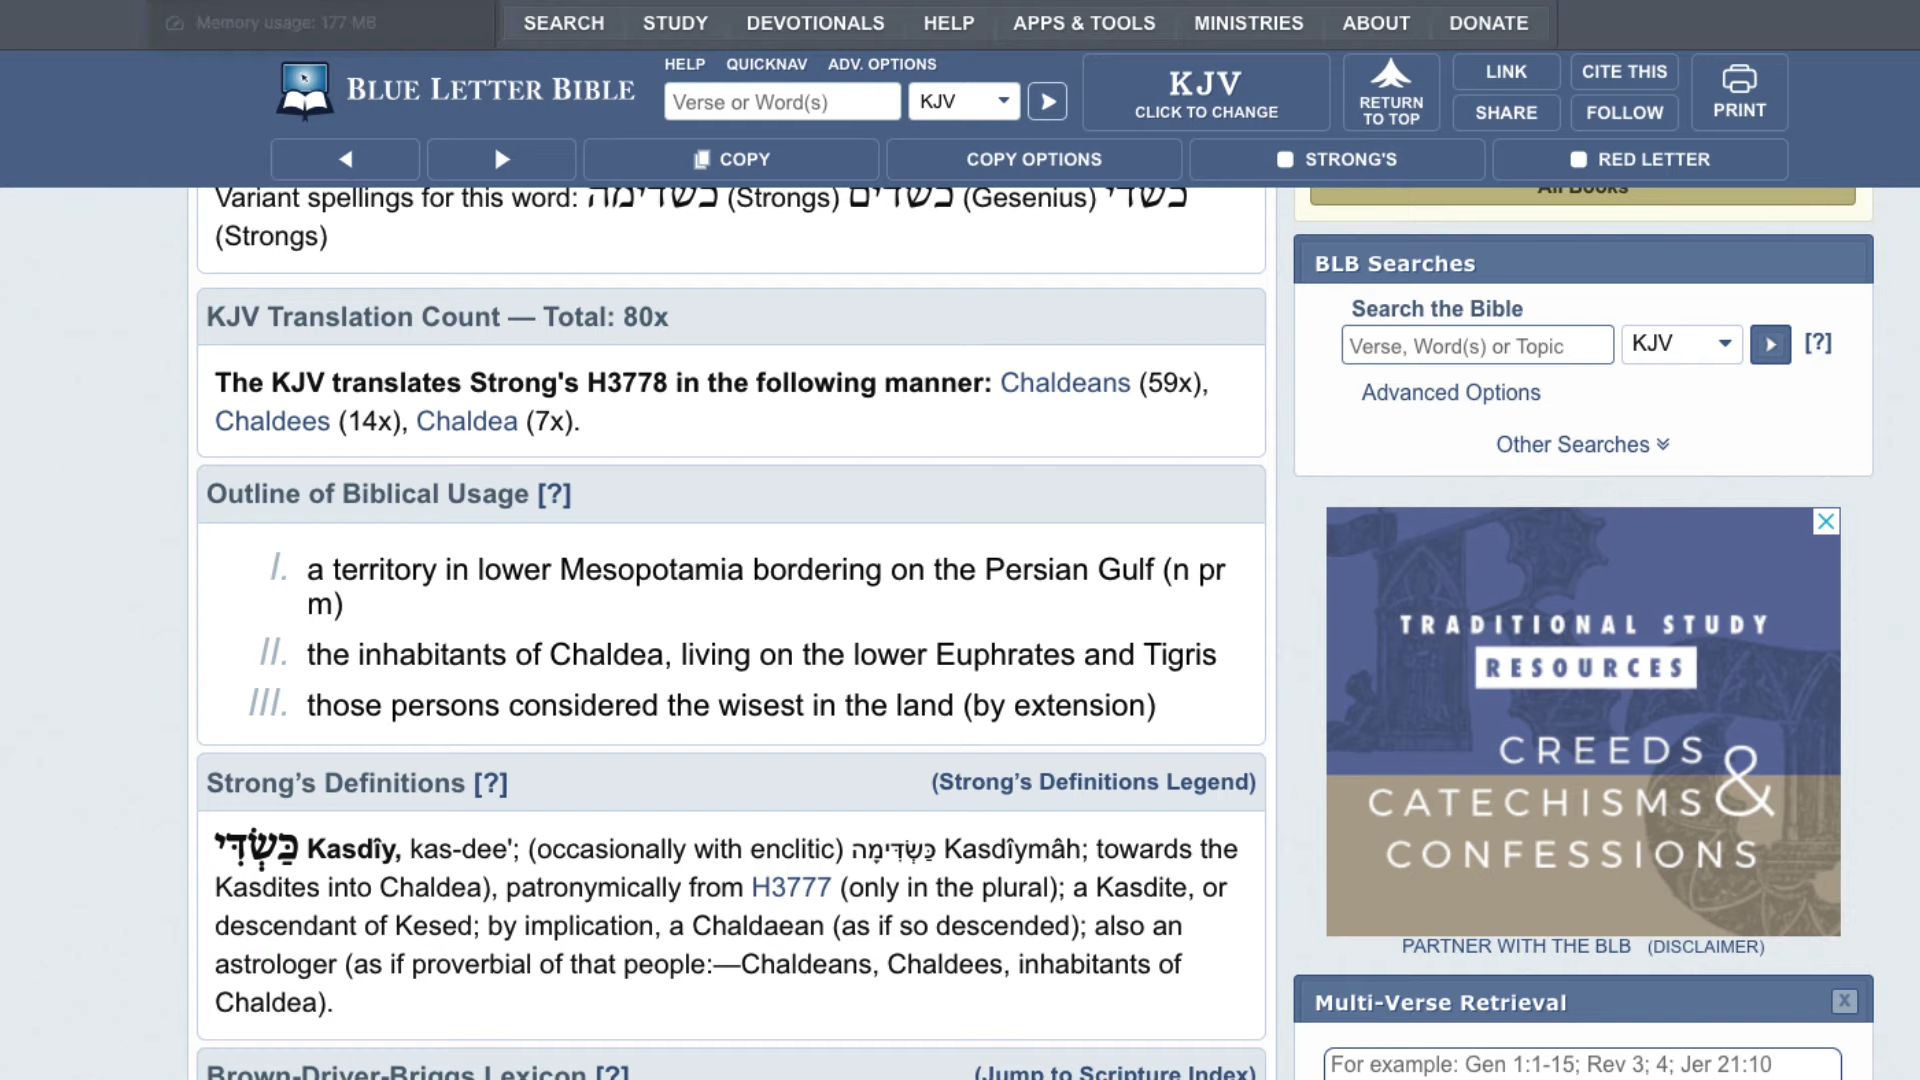 Memory usage: 177 MB
SEARCH STUDY DEVOTIONALS HELP APPS & TOOLS MINISTRIES ABOUT DONATE
BLUE LETTER BIBLE
HELP QUICKNAV ADV. OPTIONS
Verse or Word(s) KJV
KJV
CLICK TO CHANGE
RETURN
TO TOP
LINK CITE THIS
SHARE FOLLOW
PRINT
COPY COPY OPTIONS STRONG'S RED LETTER
Variant spellings for this word: כשדימה (Strongs) כשדים (Gesenius) כשדי
(Strongs)
KJV Translation Count — Total: 80x
The KJV translates Strong's H3778 in the following manner: Chaldeans (59x),
Chaldees (14x), Chaldea (7x).
Outline of Biblical Usage [?]
I. a territory in lower Mesopotamia bordering on the Persian Gulf (n pr
m)
II. the inhabitants of Chaldea, living on the lower Euphrates and Tigris
III. those persons considered the wisest in the land (by extension)
Strong’s Definitions [?] (Strong’s Definitions Legend)
כַּשְׂדִּי Kasdîy, kas-dee'; (occasionally with enclitic) כַּשְׂדִּימָה Kasdîymâh; towards the
Kasdites into Chaldea), patronymically from H3777 (only in the plural); a Kasdite, or
descendant of Kesed; by implication, a Chaldaean (as if so descended); also an
astrologer (as if proverbial of that people:—Chaldeans, Chaldees, inhabitants of
Chaldea).
Brown-Driver-Briggs Lexicon [?] (Jump to Scripture Index)
All Books
BLB Searches
Search the Bible
Verse, Word(s) or Topic KJV [?]
Advanced Options
Other Searches
TRADITIONAL STUDY
RESOURCES
CREEDS
&
CATECHISMS
CONFESSIONS
PARTNER WITH THE BLB (DISCLAIMER)
Multi-Verse Retrieval X
For example: Gen 1:1-15; Rev 3; 4; Jer 21:10